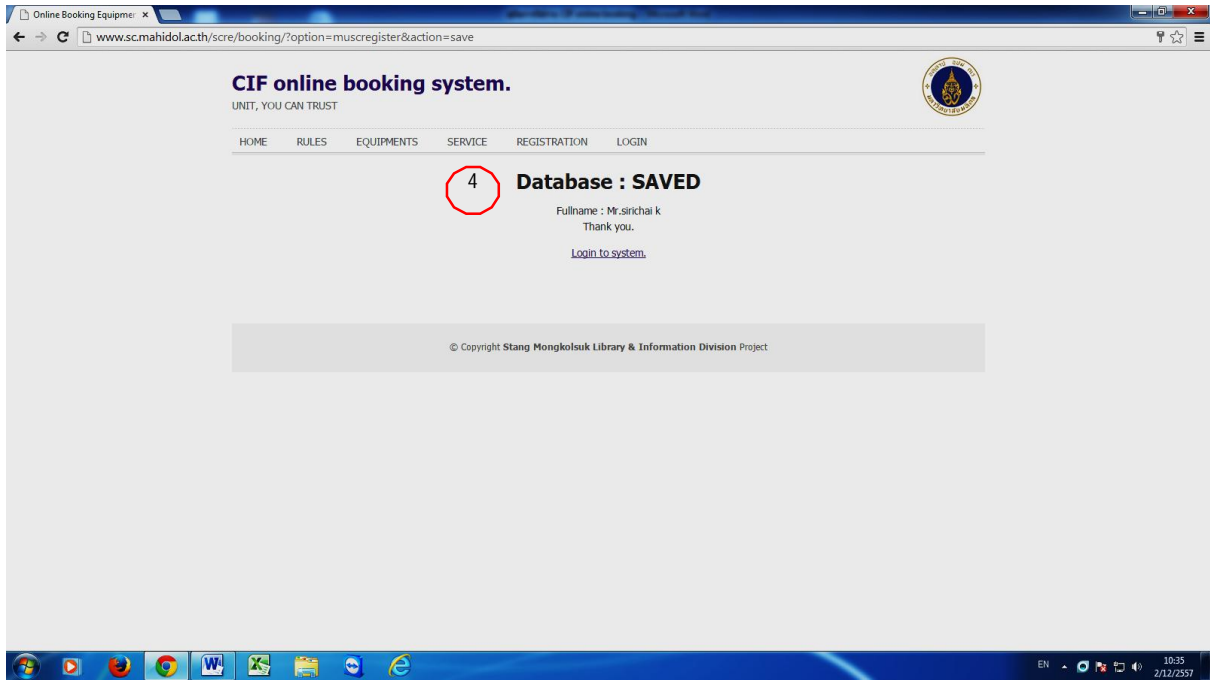 Online Booking Equipmer
www.sc.mahidol.ac.th/scre/booking/?option=muscregister&action=save
CIF online booking system.
UNIT, YOU CAN TRUST
HOME RULES EQUIPMENTS SERVICE REGISTRATION LOGIN
4
Database : SAVED
Fullname : Mr.sirichai k
Thank you.
Login to system.
© Copyright Stang Mongkolsuk Library & Information Division Project
EN
10:35
2/12/2557